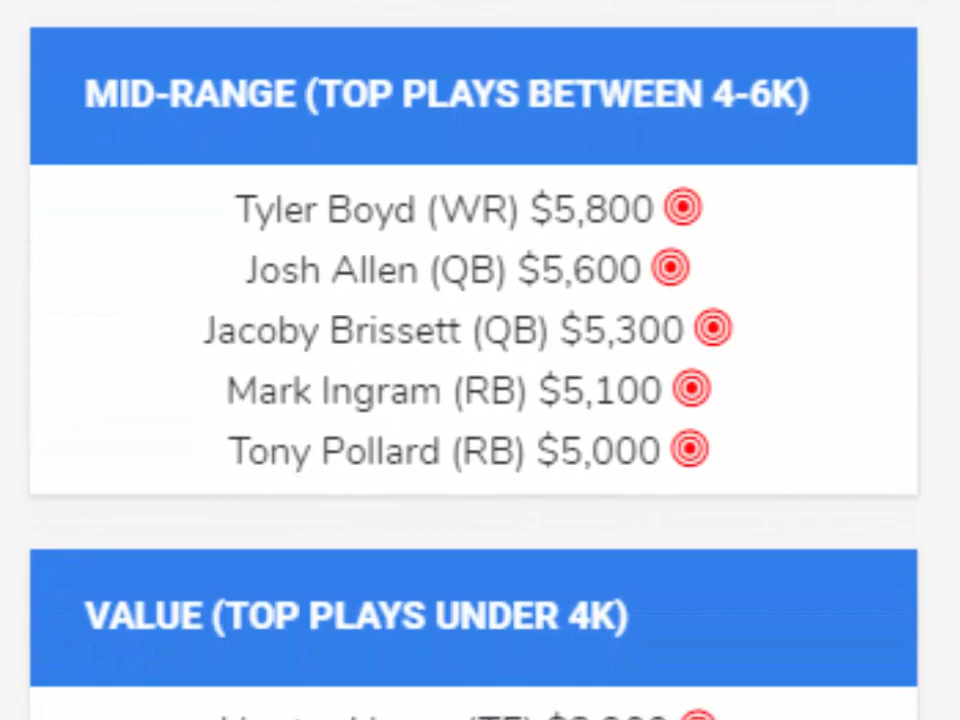 MID-RANGE (TOP PLAYS BETWEEN 4-6K)
Tyler Boyd (WR) $5,800
Josh Allen (QB) $5,600
Jacoby Brissett (QB) $5,300
Mark Ingram (RB) $5,100
Tony Pollard (RB) $5,000
VALUE (TOP PLAYS UNDER 4K)